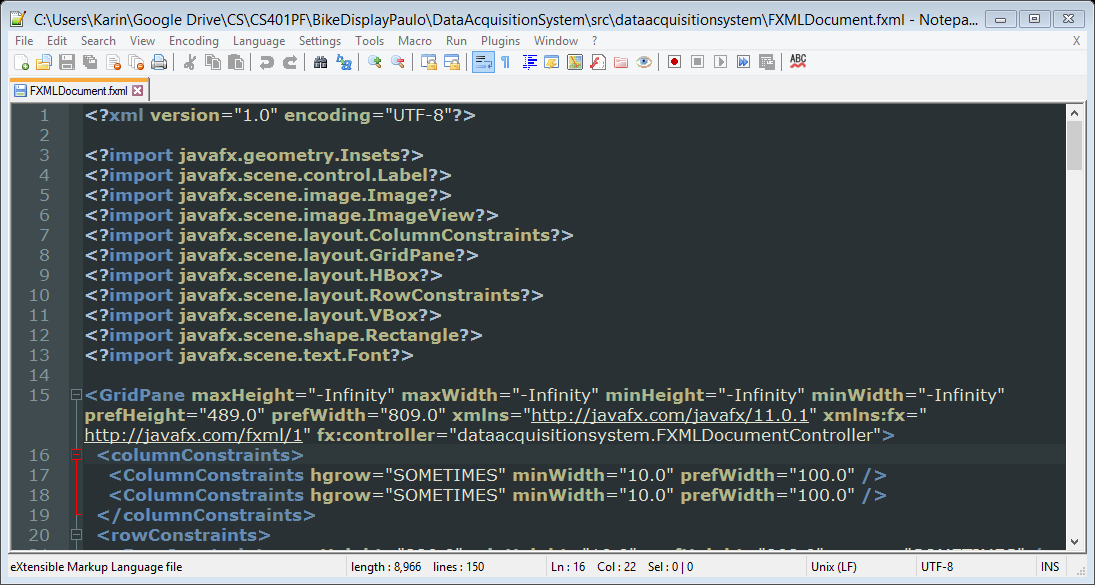 C:\Users\Karin\Google Drive\CS\CS401PF\BikeDisplayPaulo\DataAcquisitionSystem\src\dataacquisitionsystem\FXMLDocument.fxml - Notepa...
File Edit Search View Encoding Language Settings Tools Macro Run Plugins Window ? X
ABC
FXMLDocument.fxml
1 <?xml version="1.0" encoding="UTF-8"?>
2
3 <?import javafx.geometry.Insets?>
4 <?import javafx.scene.control.Label?>
5 <?import javafx.scene.image.Image?>
6 <?import javafx.scene.image.ImageView?>
7 <?import javafx.scene.layout.ColumnConstraints?>
8 <?import javafx.scene.layout.GridPane?>
9 <?import javafx.scene.layout.HBox?>
10 <?import javafx.scene.layout.RowConstraints?>
11 <?import javafx.scene.layout.VBox?>
12 <?import javafx.scene.shape.Rectangle?>
13 <?import javafx.scene.text.Font?>
14
15 <GridPane maxHeight="-Infinity" maxWidth="-Infinity" minHeight="-Infinity" minWidth="-Infinity"
prefHeight="489.0" prefWidth="809.0" xmlns="http://javafx.com/javafx/11.0.1" xmlns:fx="
http://javafx.com/fxml/1" fx:controller="dataacquisitionsystem.FXMLDocumentController">
16 <columnConstraints>
17 <ColumnConstraints hgrow="SOMETIMES" minWidth="10.0" prefWidth="100.0" />
18 <ColumnConstraints hgrow="SOMETIMES" minWidth="10.0" prefWidth="100.0" />
19 </columnConstraints>
20 <rowConstraints>
eXtensible Markup Language file length : 8,966 lines : 150 Ln : 16 Col : 22 Sel : 0 | 0 Unix (LF) UTF-8 INS